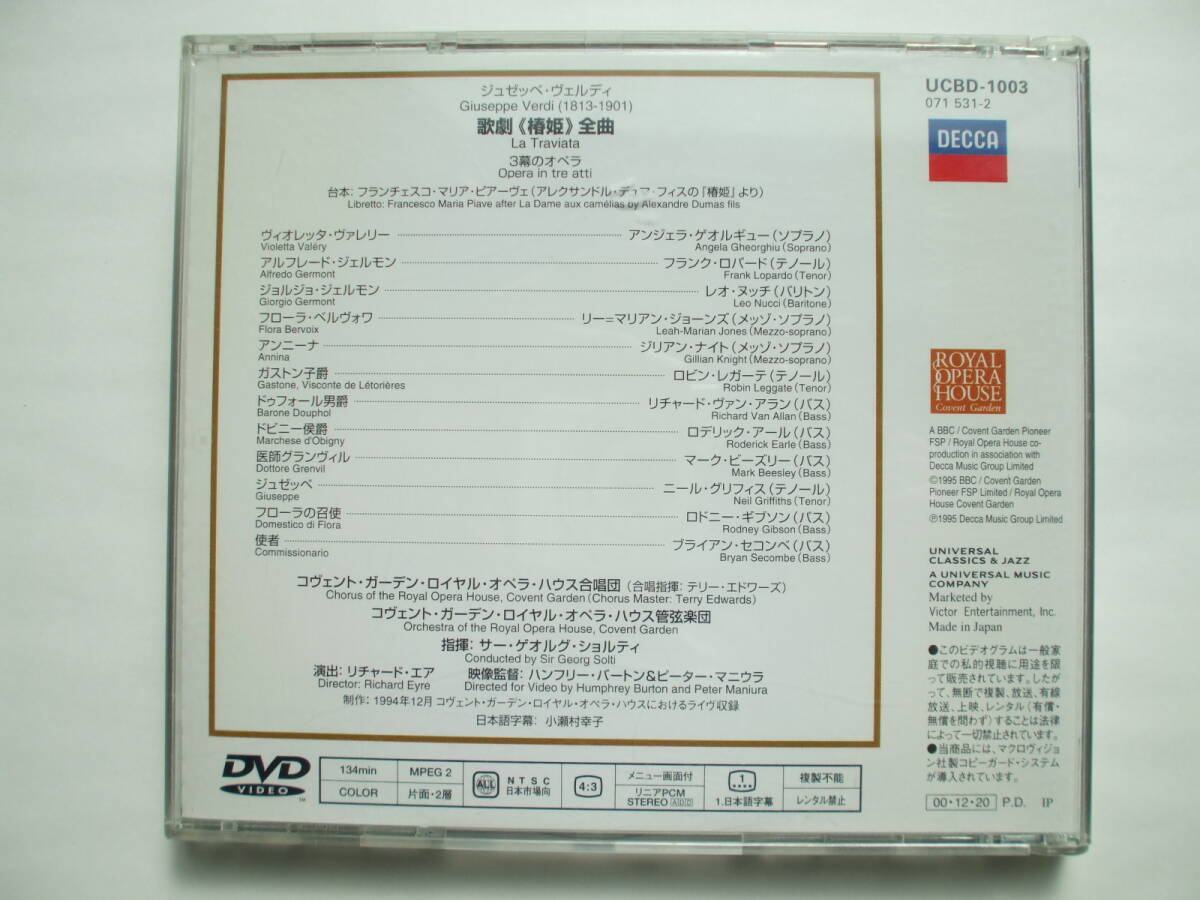 ジュゼッペ・ヴェルディ
Giuseppe Verdi (1813-1901)
歌劇《椿姫》全曲
La Traviata
3幕のオペラ
Opera in tre atti
台本: フランチェスコ・マリア・ピアーヴェ(アレクサンドル・デュマ・フィスの『椿姫』より)
Libretto: Francesco Maria Piave after La Dame aux camélias by Alexandre Dumas fils
ヴィオレッタ・ヴァレリー アンジェラ・ゲオルギュー(ソプラノ)
Violetta Valéry Angela Gheorghiu (Soprano)
アルフレード・ジェルモン フランク・ロパード(テノール)
Alfredo Germont Frank Lopardo (Tenor)
ジョルジョ・ジェルモン レオ・ヌッチ(バリトン)
Giorgio Germont Leo Nucci (Baritone)
フローラ・ベルヴォワ リー=マリアン・ジョーンズ(メッゾ・ソプラノ)
Flora Bervoix Leah-Marian Jones (Mezzo-soprano)
アンニーナ ジリアン・ナイト(メッゾ・ソプラノ)
Annina Gillian Knight (Mezzo-soprano)
ガストン子爵 ロビン・レガーテ(テノール)
Gastone, Visconte de Létorières Robin Leggate (Tenor)
ドゥフォール男爵 リチャード・ヴァン・アラン(バス)
Barone Douphol Richard Van Allan (Bass)
ドビニー侯爵 ロデリック・アール(バス)
Marchese d'Obigny Roderick Earle (Bass)
医師グランヴィル マーク・ビーズリー(バス)
Dottore Grenvil Mark Beesley (Bass)
ジュゼッペ ニール・グリフィス(テノール)
Giuseppe Neil Griffiths (Tenor)
フローラの召使 ロドニー・ギブソン(バス)
Domestico di Flora Rodney Gibson (Bass)
使者 ブライアン・セコンベ(バス)
Commissionario Bryan Secombe (Bass)
コヴェント・ガーデン・ロイヤル・オペラ・ハウス合唱団(合唱指揮: テリー・エドワーズ)
Chorus of the Royal Opera House, Covent Garden (Chorus Master: Terry Edwards)
コヴェント・ガーデン・ロイヤル・オペラ・ハウス管弦楽団
Orchestra of the Royal Opera House, Covent Garden
指揮: サー・ゲオルグ・ショルティ
Conducted by Sir Georg Solti
演出: リチャード・エア 映像監督: ハンフリー・バートン&ピーター・マニウラ
Director: Richard Eyre Directed for Video by Humphrey Burton and Peter Maniura
制作: 1994年12月 コヴェント・ガーデン・ロイヤル・オペラ・ハウスにおけるライヴ収録
日本語字幕: 小瀬村幸子
DVD
VIDEO
134min MPEG 2
COLOR 片面・2層
ALL
NTSC
日本市場向
4:3
メニュー画面付
リニアPCM
STEREO ADD
1
1.日本語字幕
複製不能
レンタル禁止
UCBD-1003
071 531-2
DECCA
ROYAL
OPERA
HOUSE
Covent Garden
A BBC / Covent Garden Pioneer
FSP / Royal Opera House co-
production in association with
Decca Music Group Limited
©1995 BBC / Covent Garden
Pioneer FSP Limited / Royal Opera
House Covent Garden
℗1995 Decca Music Group Limited
UNIVERSAL
CLASSICS & JAZZ
A UNIVERSAL MUSIC
COMPANY
Marketed by
Victor Entertainment, Inc.
Made in Japan
●このビデオグラムは一般家
庭での私的視聴に用途を限
って販売されています。したが
って、無断で複製、放送、有線
放送、上映、レンタル(有償・
無償を問わず)することは法律
によって一切禁止されています。
●当商品には、マクロヴィジョ
ン社製コピーガード・システム
が導入されています。
00・12・20 P.D. IP